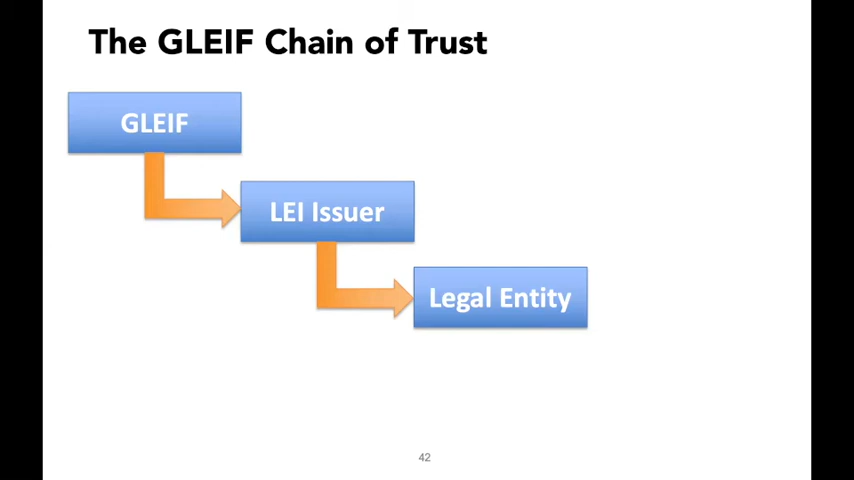 The GLEIF Chain of Trust
GLEIF
LEI Issuer
Legal Entity
42